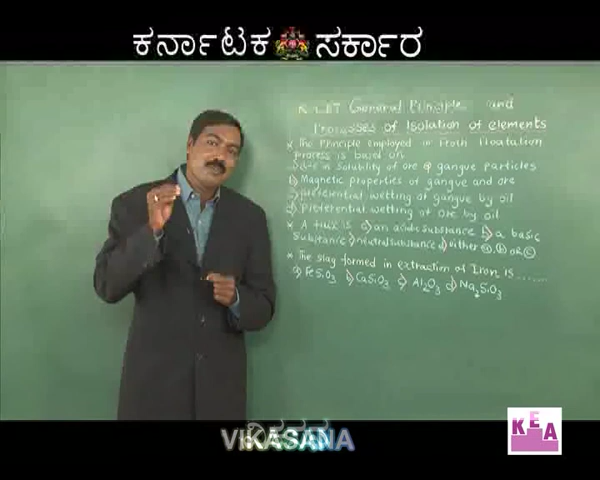 ಕರ್ನಾಟಕ ಸರ್ಕಾರ
General Principles and
Processes of Isolation of elements
* The Principle employed in Froth floatation
process is based on
in solubility of ore & gangue particles
b) Magnetic properties of gangue and ore
c) preferential wetting of gangue by oil
d) preferential wetting of ore by oil
* A flux is a) an acidic substance b) a basic
substance c) neutral substance d) either a, b or c
* The slag formed in extraction of Iron is ......
a) FeSiO3 b) CaSiO3 c) Al2O3 d) Na2SiO3
VIKASANA
KEA